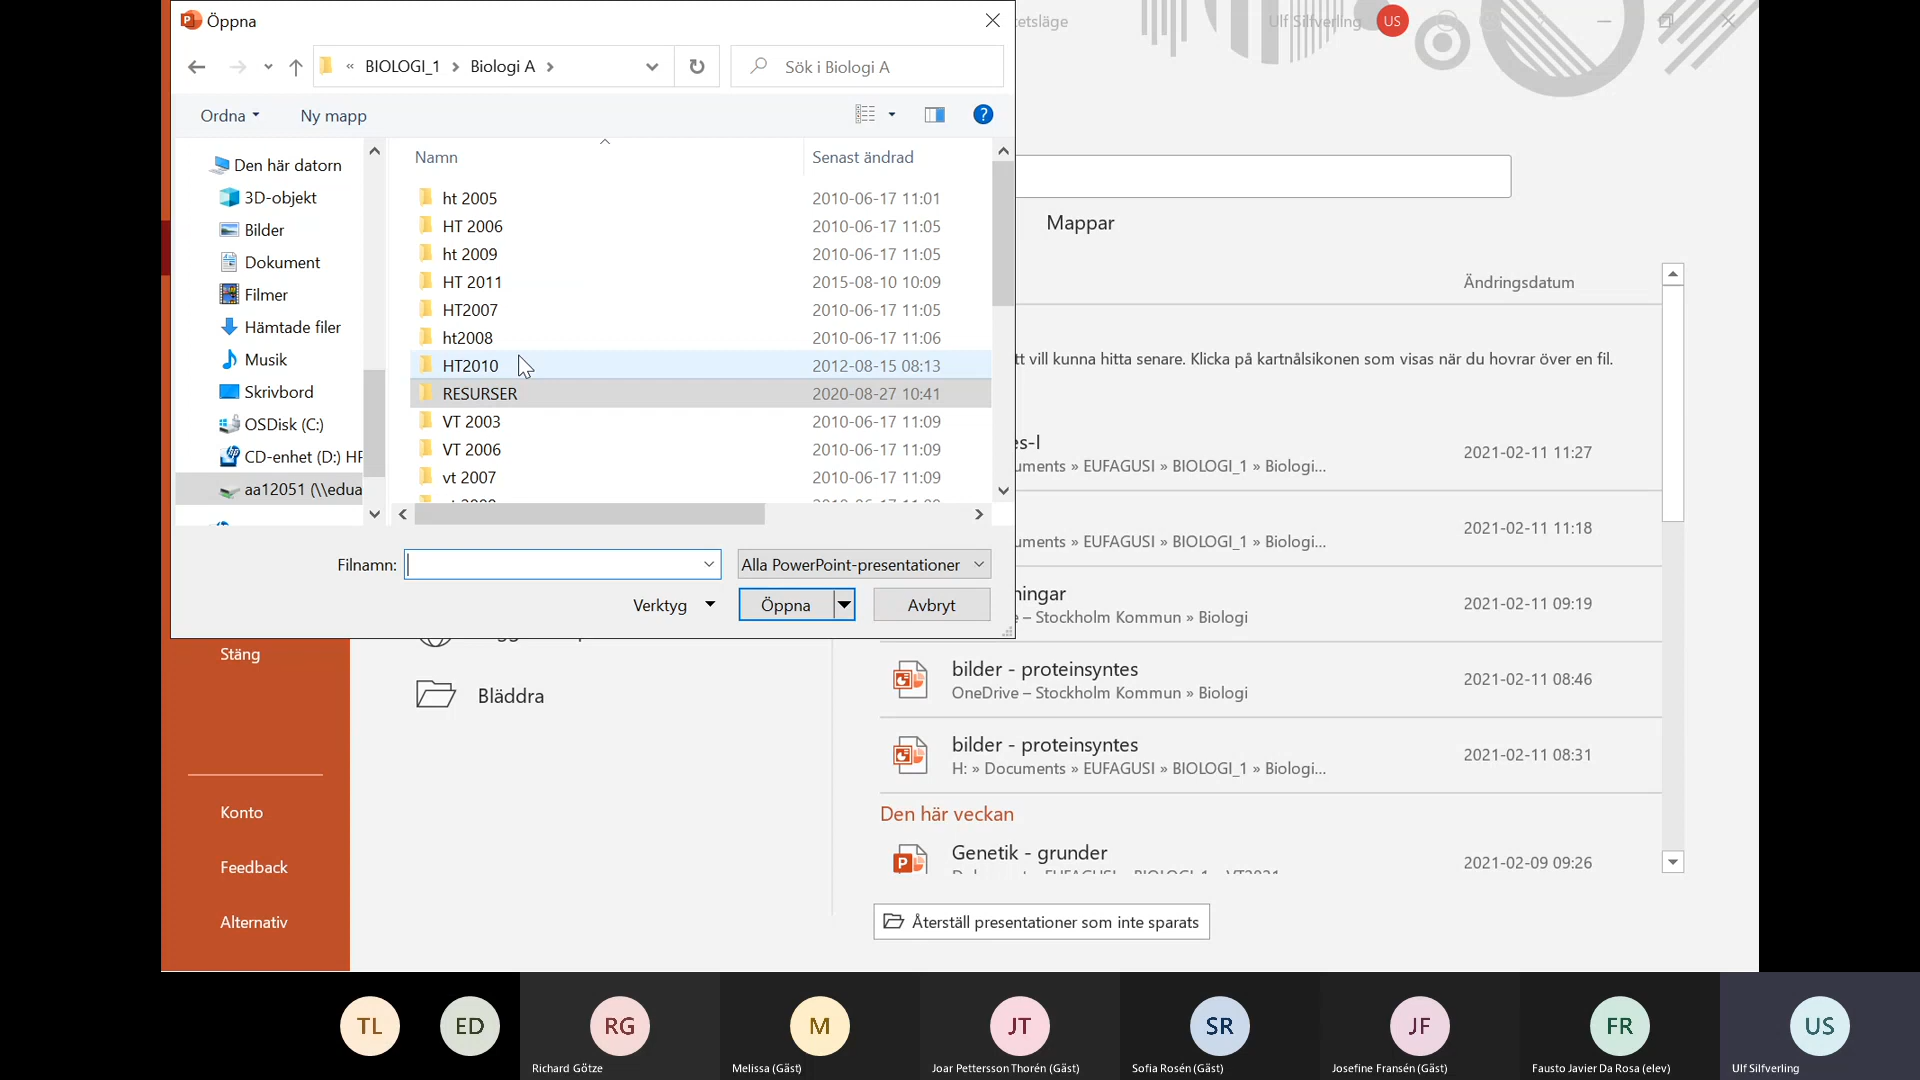 Öppna
« BIOLOGI_1 > Biologi A >
Sök i Biologi A
Ordna
Ny mapp
Den här datorn
3D-objekt
Bilder
Dokument
Filmer
Hämtade filer
Musik
Skrivbord
OSDisk (C:)
CD-enhet (D:) HP
aa12051 (\\edua
Namn
Senast ändrad
ht 2005 2010-06-17 11:01
HT 2006 2010-06-17 11:05
ht 2009 2010-06-17 11:05
HT 2011 2015-08-10 10:09
HT2007 2010-06-17 11:05
ht2008 2010-06-17 11:06
HT2010 2012-08-15 08:13
RESURSER 2020-08-27 10:41
VT 2003 2010-06-17 11:09
VT 2006 2010-06-17 11:09
vt 2007 2010-06-17 11:09
Filnamn:
Alla PowerPoint-presentationer
Verktyg
Öppna
Avbryt
tetsläge
Ulf Silfverling
US
Mappar
Ändringsdatum
tt vill kunna hitta senare. Klicka på kartnålsikonen som visas när du hovrar över en fil.
es-I
uments » EUFAGUSI » BIOLOGI_1 » Biologi...
2021-02-11 11:27
uments » EUFAGUSI » BIOLOGI_1 » Biologi...
2021-02-11 11:18
ningar
e – Stockholm Kommun » Biologi
2021-02-11 09:19
bilder - proteinsyntes
OneDrive – Stockholm Kommun » Biologi
2021-02-11 08:46
bilder - proteinsyntes
H: » Documents » EUFAGUSI » BIOLOGI_1 » Biologi...
2021-02-11 08:31
Den här veckan
Genetik - grunder
2021-02-09 09:26
Återställ presentationer som inte sparats
Bläddra
Stäng
Konto
Feedback
Alternativ
TL
ED
RG
Richard Götze
M
Melissa (Gäst)
JT
Joar Pettersson Thorén (Gäst)
SR
Sofia Rosén (Gäst)
JF
Josefine Fransén (Gäst)
FR
Fausto Javier Da Rosa (elev)
US
Ulf Silfverling